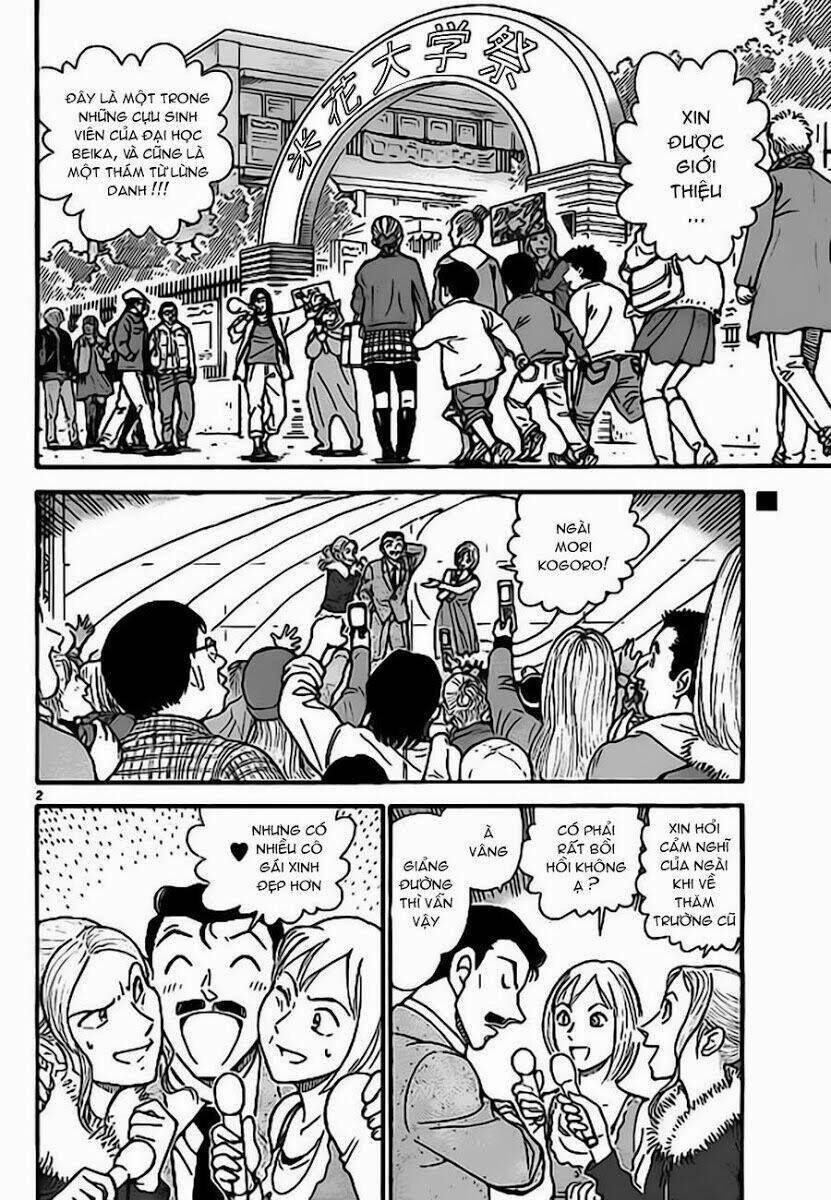 米花大学祭
XIN
ĐƯỢC
GIỚI
THIỆU
...
ĐÂY LÀ MỘT TRONG
NHỮNG CỰU SINH
VIÊN CỦA ĐẠI HỌC
BEIKA, VÀ CŨNG LÀ
MỘT THÁM TỬ LỪNG
DANH !!!
NGÀI
MORI
KOGORO!
2
XIN HỎI
CẢM NGHĨ
CỦA NGÀI
KHI VỀ
THĂM
TRƯỜNG CŨ
CÓ PHẢI
RẤT BỒI
HỒI KHÔNG
Ạ ?
À
VÂNG
GIẢNG
ĐƯỜNG
THÌ VẪN
VẬY
NHƯNG CÓ
NHIỀU CÔ
GÁI XINH
ĐẸP HƠN
♥